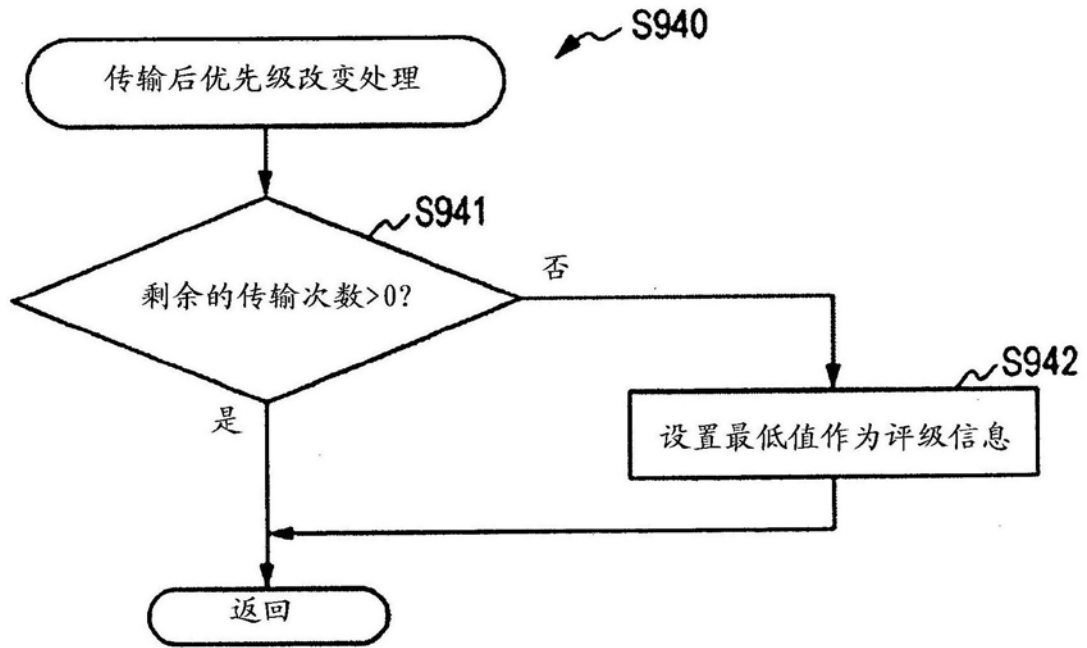 S940
传输后优先级改变处理
S941
剩余的传输次数>0?
否
S942
是
设置最低值作为评级信息
返回